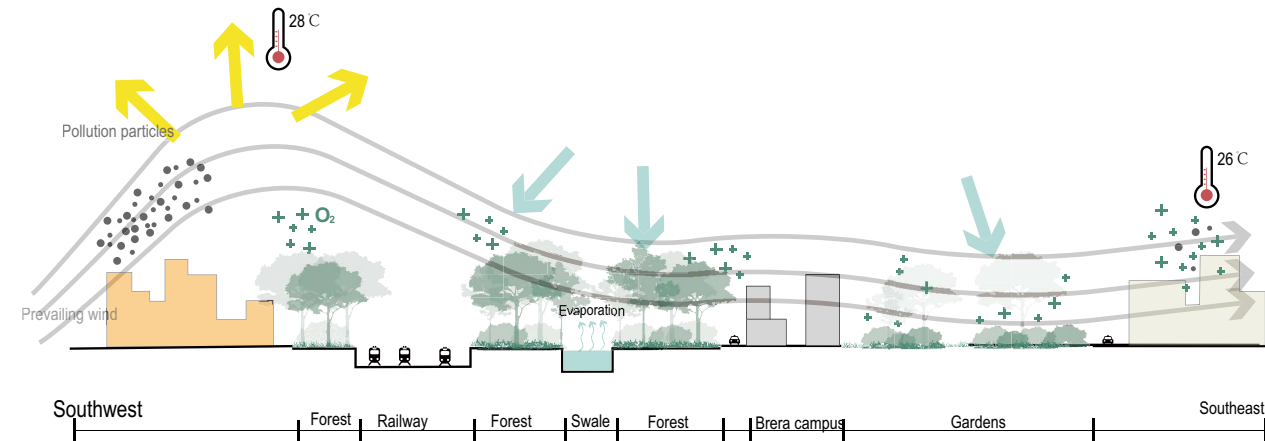 28℃
Pollution particles
26℃
O₂
Evaporation
Prevailing wind
Southwest
Southeast
Forest
Railway
Forest
Swale
Forest
Brera campus
Gardens